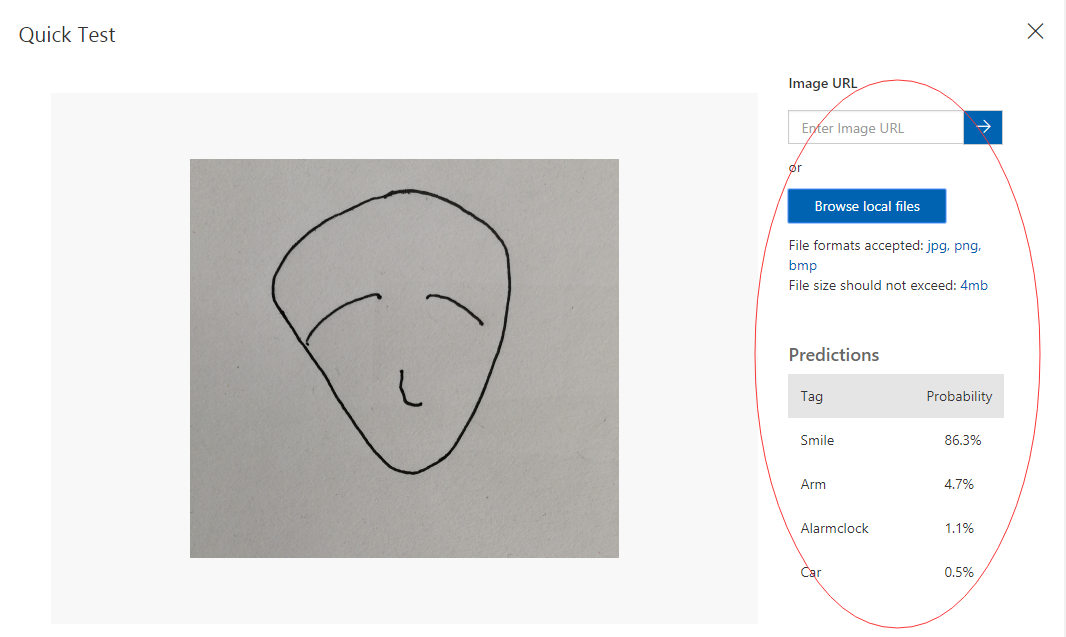 Quick Test
Image URL
Enter Image URL
or
Browse local files
File formats accepted: jpg, png,
bmp
File size should not exceed: 4mb
Predictions
Tag Probability
Smile 86.3%
Arm 4.7%
Alarmclock 1.1%
Car 0.5%